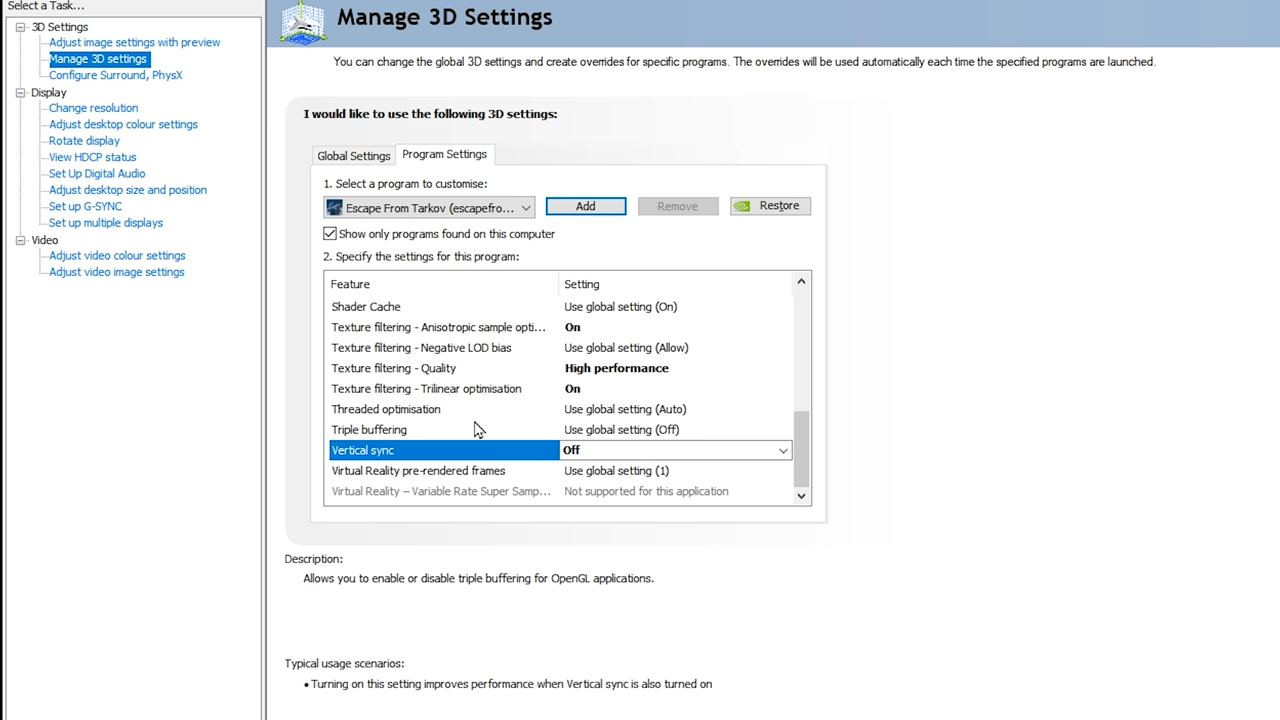 Select a Task...
3D Settings
Adjust image settings with preview
Manage 3D settings
Configure Surround, PhysX
Display
Change resolution
Adjust desktop colour settings
Rotate display
View HDCP status
Set Up Digital Audio
Adjust desktop size and position
Set up G-SYNC
Set up multiple displays
Video
Adjust video colour settings
Adjust video image settings
Manage 3D Settings
You can change the global 3D settings and create overrides for specific programs. The overrides will be used automatically each time the specified programs are launched.
I would like to use the following 3D settings:
Global Settings Program Settings
1. Select a program to customise:
Escape From Tarkov (escapefro... Add Remove Restore
Show only programs found on this computer
2. Specify the settings for this program:
Feature Setting
Shader Cache Use global setting (On)
Texture filtering - Anisotropic sample opti... On
Texture filtering - Negative LOD bias Use global setting (Allow)
Texture filtering - Quality High performance
Texture filtering - Trilinear optimisation On
Threaded optimisation Use global setting (Auto)
Triple buffering Use global setting (Off)
Vertical sync Off
Virtual Reality pre-rendered frames Use global setting (1)
Virtual Reality – Variable Rate Super Samp... Not supported for this application
Description:
Allows you to enable or disable triple buffering for OpenGL applications.
Typical usage scenarios:
• Turning on this setting improves performance when Vertical sync is also turned on